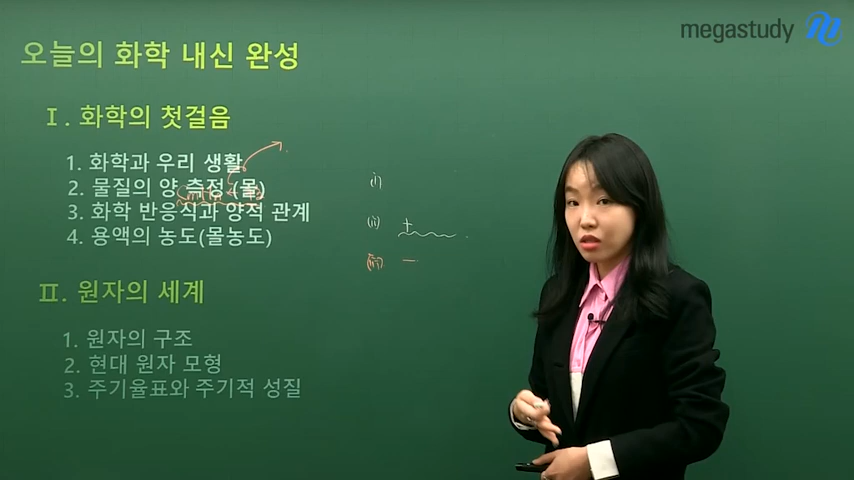 megastudy
오늘의 화학 내신 완성
Ⅰ. 화학의 첫걸음
1. 화학과 우리 생활
2. 물질의 양 측정 (몰)
3. 화학 반응식과 양적 관계
4. 용액의 농도(몰농도)
(i)
(ii) +
(iii) —
Ⅱ. 원자의 세계
1. 원자의 구조
2. 현대 원자 모형
3. 주기율표와 주기적 성질